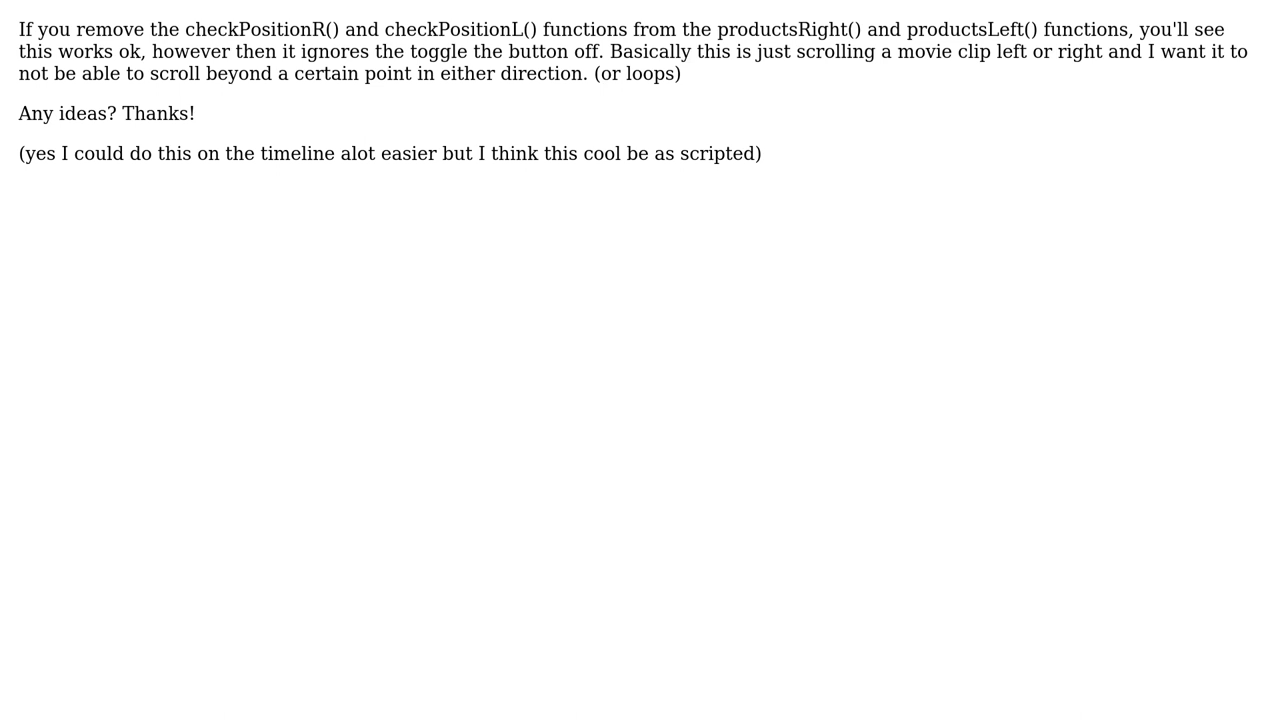 If you remove the checkPositionR() and checkPositionL() functions from the productsRight() and productsLeft() functions, you'll see
this works ok, however then it ignores the toggle the button off. Basically this is just scrolling a movie clip left or right and I want it to
not be able to scroll beyond a certain point in either direction. (or loops)
Any ideas? Thanks!
(yes I could do this on the timeline alot easier but I think this cool be as scripted)